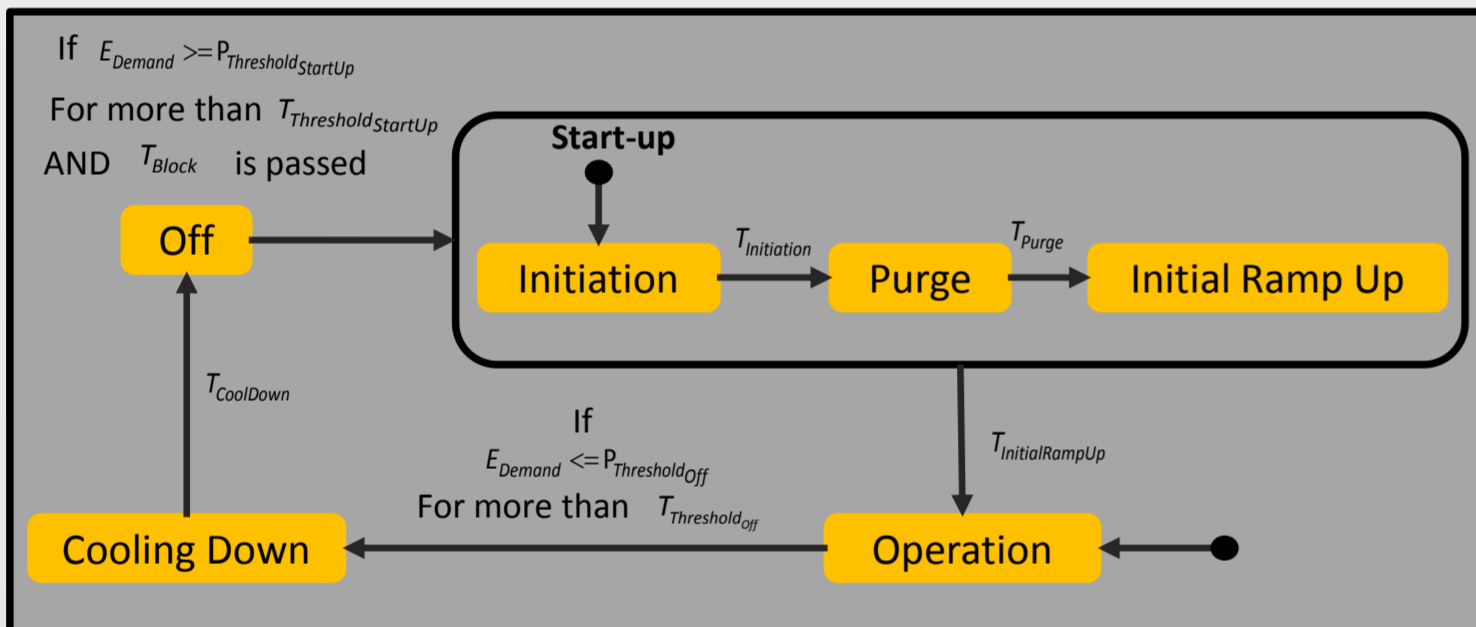 If E_Demand >=P_Threshold_StartUp
For more than T_Threshold_StartUp
AND T_Block is passed
Start-up
Off
Initiation
T_Initiation
Purge
T_Purge
Initial Ramp Up
T_CoolDown
If
E_Demand <=P_Threshold_Off
For more than T_Threshold_Off
T_InitialRampUp
Cooling Down
Operation